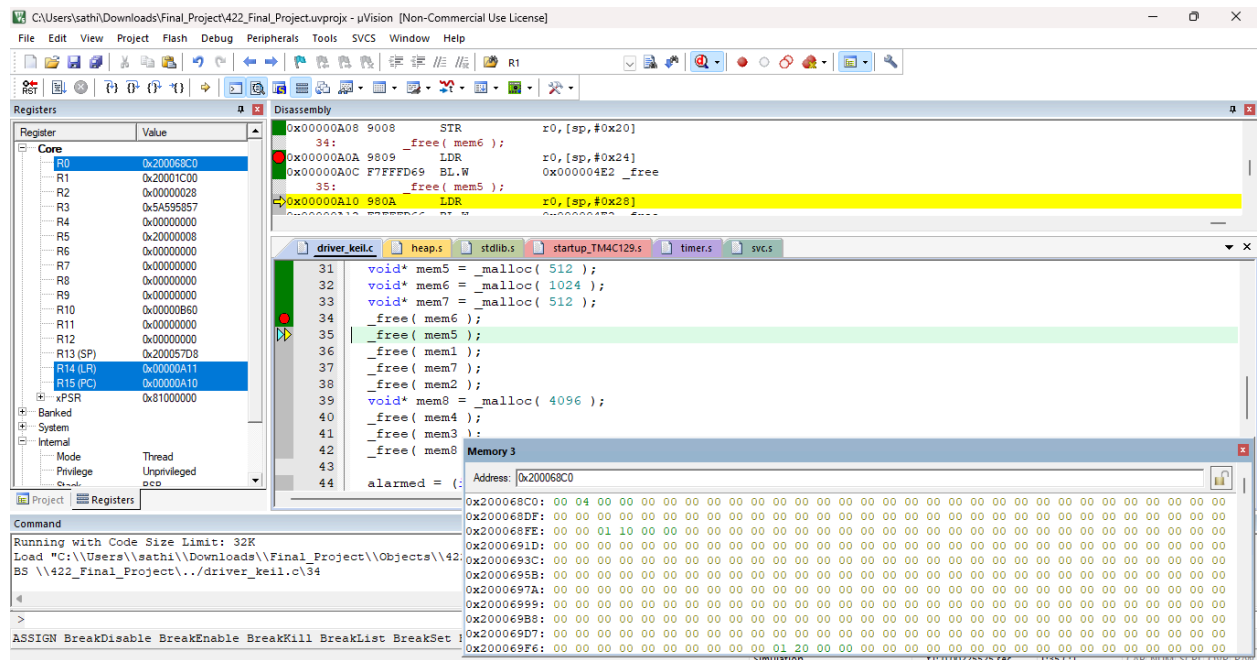 C:\Users\sathi\Downloads\Final_Project\422_Final_Project.uvprojx - µVision [Non-Commercial Use License]
File Edit View Project Flash Debug Peripherals Tools SVCS Window Help
R1
RST
Registers
Register Value
Core
R0 0x200068C0
R1 0x20001C00
R2 0x00000028
R3 0x5A595857
R4 0x00000000
R5 0x20000008
R6 0x00000000
R7 0x00000000
R8 0x00000000
R9 0x00000000
R10 0x00000B60
R11 0x00000000
R12 0x00000000
R13 (SP) 0x200057D8
R14 (LR) 0x00000A11
R15 (PC) 0x00000A10
xPSR 0x81000000
Banked
System
Internal
Mode Thread
Privilege Unprivileged
Stack PSP
Project Registers
Disassembly
0x00000A08 9008 STR r0,[sp,#0x20]
34: _free( mem6 );
0x00000A0A 9809 LDR r0,[sp,#0x24]
0x00000A0C F7FFFD69 BL.W 0x000004E2 _free
35: _free( mem5 );
0x00000A10 980A LDR r0,[sp,#0x28]
driver_keil.c heap.s stdlib.s startup_TM4C129.s timer.s svc.s
31 void* mem5 = _malloc( 512 );
32 void* mem6 = _malloc( 1024 );
33 void* mem7 = _malloc( 512 );
34 _free( mem6 );
35 _free( mem5 );
36 _free( mem1 );
37 _free( mem7 );
38 _free( mem2 );
39 void* mem8 = _malloc( 4096 );
40 _free( mem4 );
41 _free( mem3 );
42 _free( mem8
43
44 alarmed = (
Command
Running with Code Size Limit: 32K
Load "C:\\Users\\sathi\\Downloads\\Final_Project\\Objects\\42
BS \\422_Final_Project\../driver_keil.c\34
>
ASSIGN BreakDisable BreakEnable BreakKill BreakList BreakSet
Memory 3
Address: 0x200068C0
0x200068C0: 00 04 00 00 00 00 00 00 00 00 00 00 00 00 00 00 00 00 00 00 00 00 00 00 00 00 00 00 00 00 00
0x200068DF: 00 00 00 00 00 00 00 00 00 00 00 00 00 00 00 00 00 00 00 00 00 00 00 00 00 00 00 00 00 00 00
0x200068FE: 00 00 01 10 00 00 00 00 00 00 00 00 00 00 00 00 00 00 00 00 00 00 00 00 00 00 00 00 00 00 00
0x2000691D: 00 00 00 00 00 00 00 00 00 00 00 00 00 00 00 00 00 00 00 00 00 00 00 00 00 00 00 00 00 00 00
0x2000693C: 00 00 00 00 00 00 00 00 00 00 00 00 00 00 00 00 00 00 00 00 00 00 00 00 00 00 00 00 00 00 00
0x2000695B: 00 00 00 00 00 00 00 00 00 00 00 00 00 00 00 00 00 00 00 00 00 00 00 00 00 00 00 00 00 00 00
0x2000697A: 00 00 00 00 00 00 00 00 00 00 00 00 00 00 00 00 00 00 00 00 00 00 00 00 00 00 00 00 00 00 00
0x20006999: 00 00 00 00 00 00 00 00 00 00 00 00 00 00 00 00 00 00 00 00 00 00 00 00 00 00 00 00 00 00 00
0x200069B8: 00 00 00 00 00 00 00 00 00 00 00 00 00 00 00 00 00 00 00 00 00 00 00 00 00 00 00 00 00 00 00
0x200069D7: 00 00 00 00 00 00 00 00 00 00 00 00 00 00 00 00 00 00 00 00 00 00 00 00 00 00 00 00 00 00 00
0x200069F6: 00 00 00 00 00 00 00 00 00 00 01 20 00 00 00 00 00 00 00 00 00 00 00 00 00 00 00 00 00 00 00